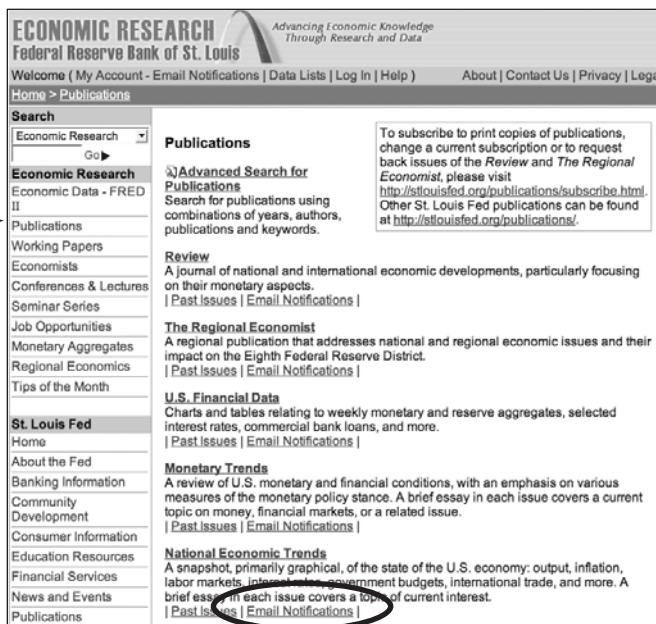 ECONOMIC RESEARCH
Federal Reserve Bank of St. Louis
Advancing Economic Knowledge
Through Research and Data
Welcome ( My Account - Email Notifications | Data Lists | Log In | Help )
About | Contact Us | Privacy | Lega
Home > Publications
Search
Economic Research
Go
Economic Research
Economic Data - FRED
II
Publications
Working Papers
Economists
Conferences & Lectures
Seminar Series
Job Opportunities
Monetary Aggregates
Regional Economics
Tips of the Month
St. Louis Fed
Home
About the Fed
Banking Information
Community
Development
Consumer Information
Education Resources
Financial Services
News and Events
Publications
Publications
Advanced Search for
Publications
Search for publications using
combinations of years, authors,
publications and keywords.
To subscribe to print copies of publications,
change a current subscription or to request
back issues of the Review and The Regional
Economist, please visit
http://stlouisfed.org/publications/subscribe.html.
Other St. Louis Fed publications can be found
at http://stlouisfed.org/publications/.
Review
A journal of national and international economic developments, particularly focusing
on their monetary aspects.
| Past Issues | Email Notifications |
The Regional Economist
A regional publication that addresses national and regional economic issues and their
impact on the Eighth Federal Reserve District.
| Past Issues | Email Notifications |
U.S. Financial Data
Charts and tables relating to weekly monetary and reserve aggregates, selected
interest rates, commercial bank loans, and more.
| Past Issues | Email Notifications |
Monetary Trends
A review of U.S. monetary and financial conditions, with an emphasis on various
measures of the monetary policy stance. A brief essay in each issue covers a current
topic on money, financial markets, or a related issue.
| Past Issues | Email Notifications |
National Economic Trends
A snapshot, primarily graphical, of the state of the U.S. economy: output, inflation,
labor markets, interest rates, government budgets, international trade, and more. A
brief essay in each issue covers a topic of current interest.
| Past Issues | Email Notifications |